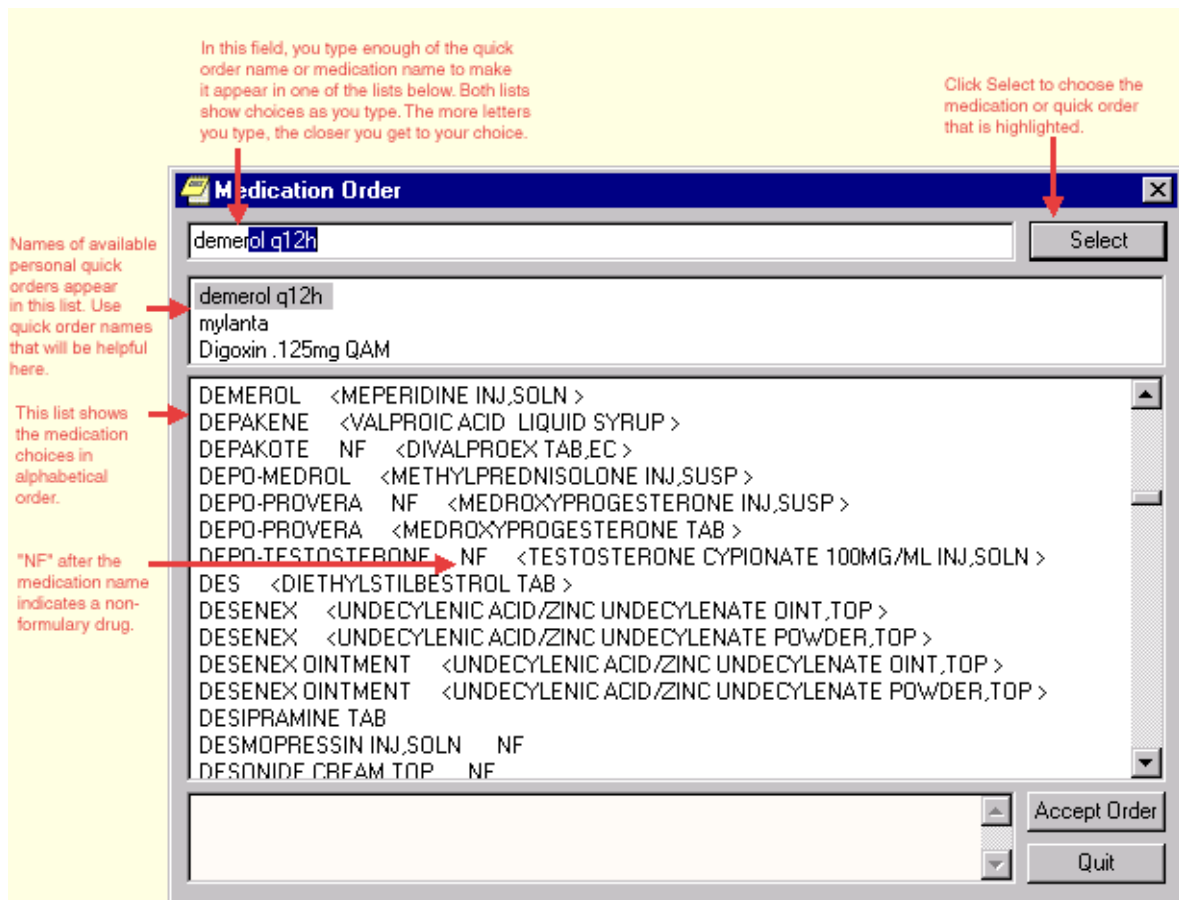 In this field, you type enough of the quick
order name or medication name to make
it appear in one of the lists below. Both lists
show choices as you type. The more letters
you type, the closer you get to your choice.
Click Select to choose the
medication or quick order
that is highlighted.
Medication Order
demerol q12h
Select
Names of available
personal quick
orders appear
in this list. Use
quick order names
that will be helpful
here.
demerol q12h
mylanta
Digoxin .125mg QAM
This list shows
the medication
choices in
alphabetical
order.
"NF" after the
medication name
indicates a non-
formulary drug.
DEMEROL <MEPERIDINE INJ,SOLN >
DEPAKENE <VALPROIC ACID LIQUID SYRUP >
DEPAKOTE NF <DIVALPROEX TAB,EC >
DEPO-MEDROL <METHYLPREDNISOLONE INJ,SUSP >
DEPO-PROVERA NF <MEDROXYPROGESTERONE INJ,SUSP >
DEPO-PROVERA <MEDROXYPROGESTERONE TAB >
DEPO-TESTOSTERONE NF <TESTOSTERONE CYPIONATE 100MG/ML INJ,SOLN >
DES <DIETHYLSTILBESTROL TAB >
DESENEX <UNDECYLENIC ACID/ZINC UNDECYLENATE OINT,TOP >
DESENEX <UNDECYLENIC ACID/ZINC UNDECYLENATE POWDER,TOP >
DESENEX OINTMENT <UNDECYLENIC ACID/ZINC UNDECYLENATE OINT,TOP >
DESENEX OINTMENT <UNDECYLENIC ACID/ZINC UNDECYLENATE POWDER,TOP >
DESIPRAMINE TAB
DESMOPRESSIN INJ,SOLN NF
DESONIDE CREAM,TOP NF
Accept Order
Quit